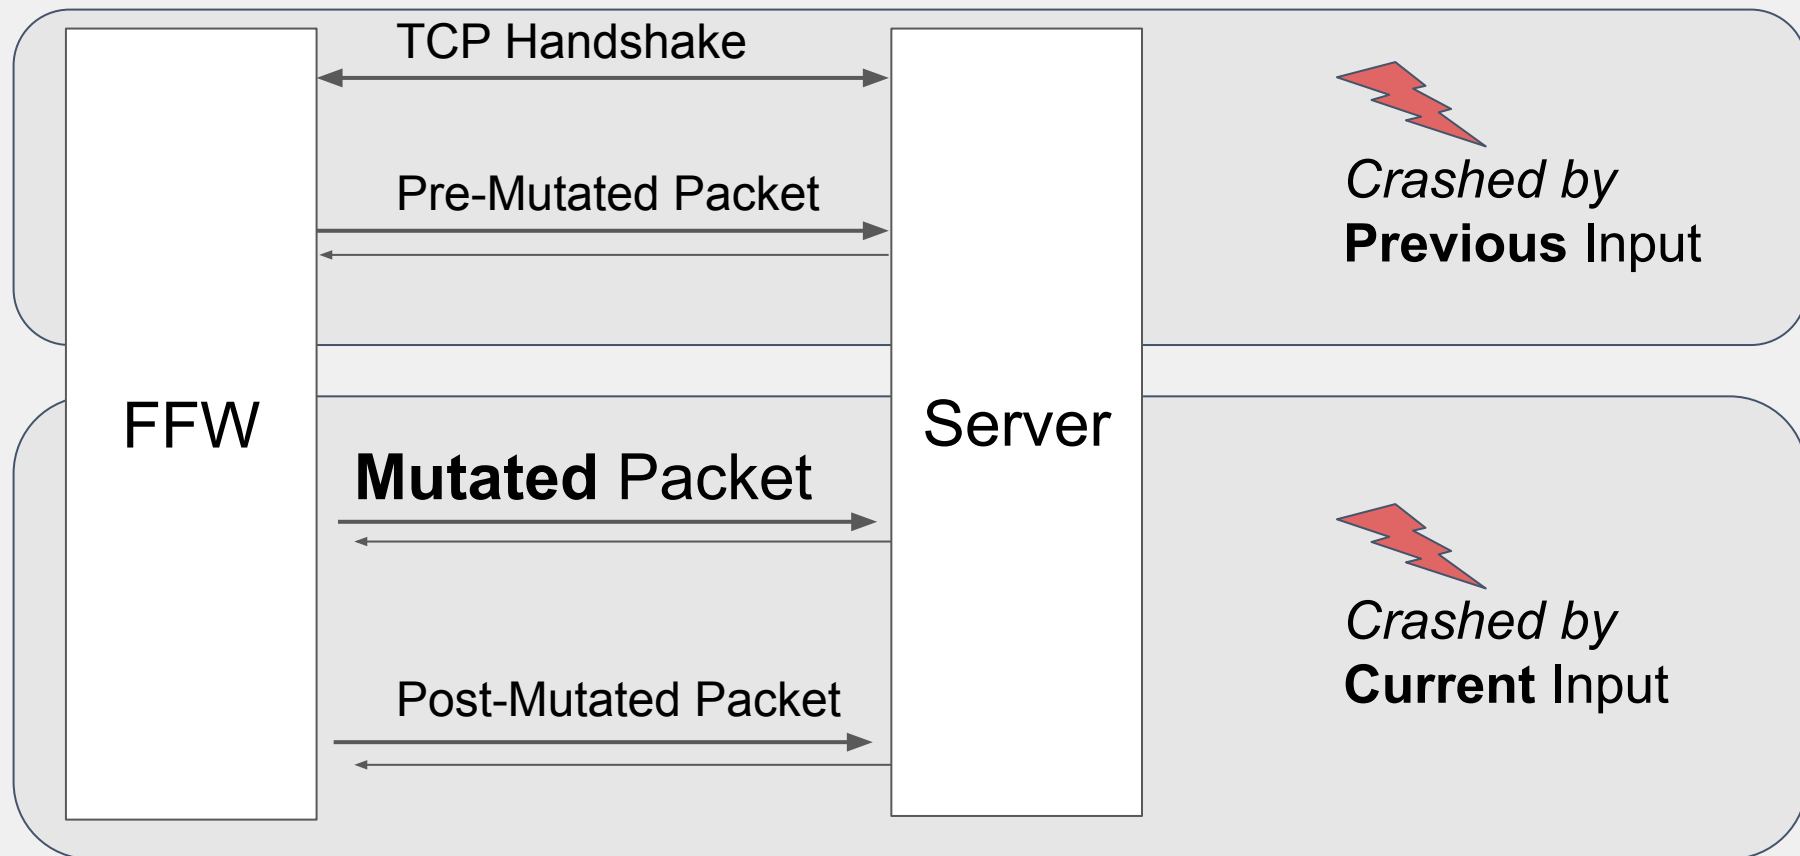 TCP Handshake
Pre-Mutated Packet
Crashed by
Previous Input
FFW
Server
Mutated Packet
Post-Mutated Packet
Crashed by
Current Input